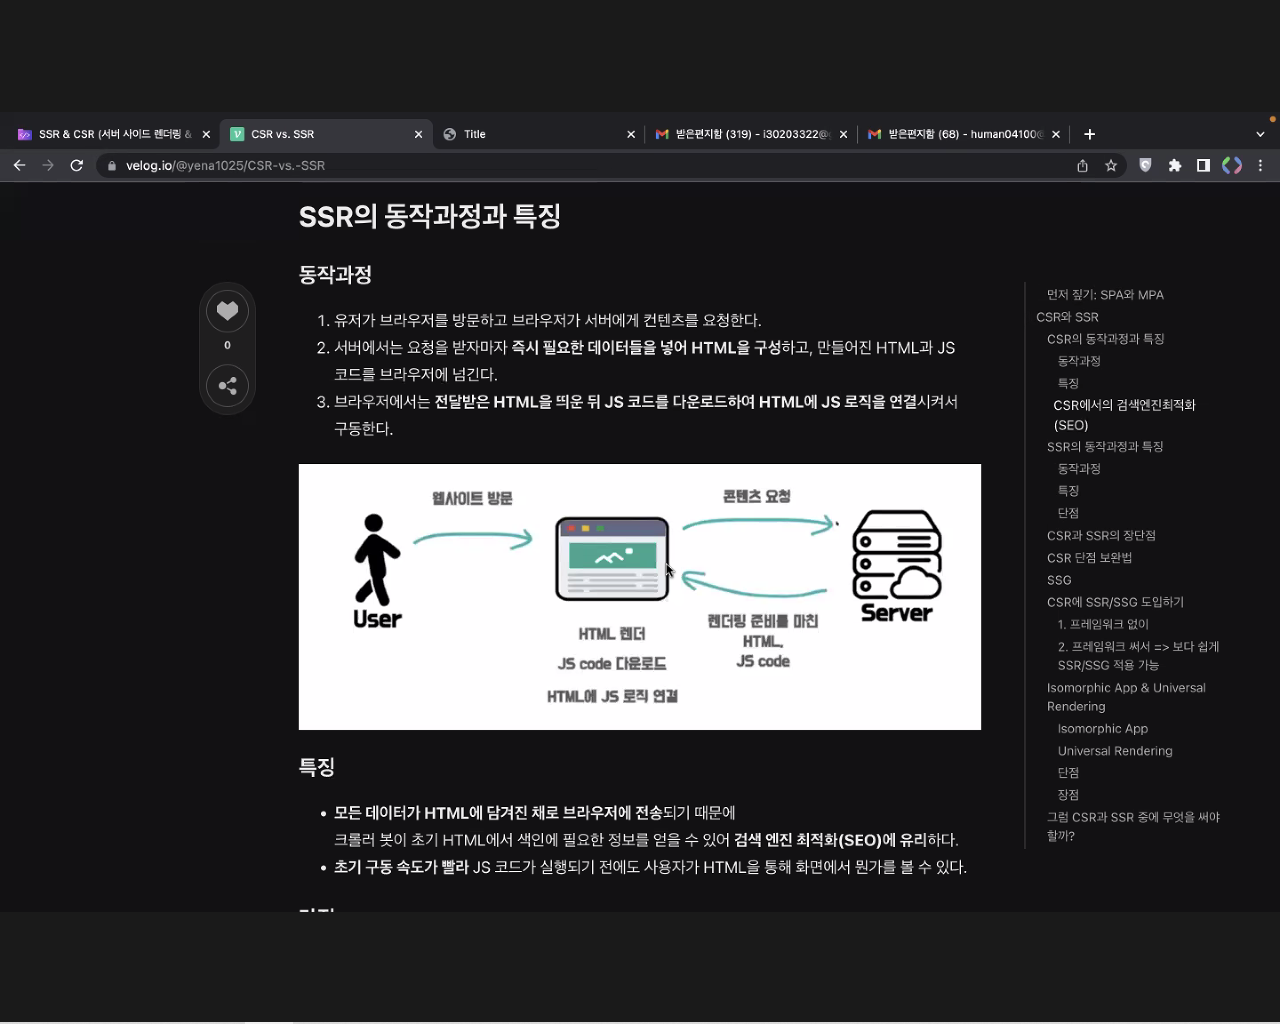 SSR & CSR (서버 사이드 렌더링 &
CSR vs. SSR
Title
받은편지함 (319) - i30203322@
받은편지함 (68) - human04100@
velog.io/@yena1025/CSR-vs.-SSR
SSR의 동작과정과 특징
동작과정
1. 유저가 브라우저를 방문하고 브라우저가 서버에게 컨텐츠를 요청한다.
2. 서버에서는 요청을 받자마자 즉시 필요한 데이터들을 넣어 HTML을 구성하고, 만들어진 HTML과 JS
코드를 브라우저에 넘긴다.
3. 브라우저에서는 전달받은 HTML을 띄운 뒤 JS 코드를 다운로드하여 HTML에 JS 로직을 연결시켜서
구동한다.
0
웹사이트 방문
콘텐츠 요청
User
Server
HTML 렌더
JS code 다운로드
HTML에 JS 로직 연결
렌더링 준비를 마친
HTML,
JS code
특징
• 모든 데이터가 HTML에 담겨진 채로 브라우저에 전송되기 때문에
크롤러 봇이 초기 HTML에서 색인에 필요한 정보를 얻을 수 있어 검색 엔진 최적화(SEO)에 유리하다.
• 초기 구동 속도가 빨라 JS 코드가 실행되기 전에도 사용자가 HTML을 통해 화면에서 뭔가를 볼 수 있다.
먼저 짚기: SPA와 MPA
CSR와 SSR
CSR의 동작과정과 특징
동작과정
특징
CSR에서의 검색엔진최적화
(SEO)
SSR의 동작과정과 특징
동작과정
특징
단점
CSR과 SSR의 장단점
CSR 단점 보완법
SSG
CSR에 SSR/SSG 도입하기
1. 프레임워크 없이
2. 프레임워크 써서 => 보다 쉽게
SSR/SSG 적용 가능
Isomorphic App & Universal
Rendering
Isomorphic App
Universal Rendering
단점
장점
그럼 CSR과 SSR 중에 무엇을 써야
할까?